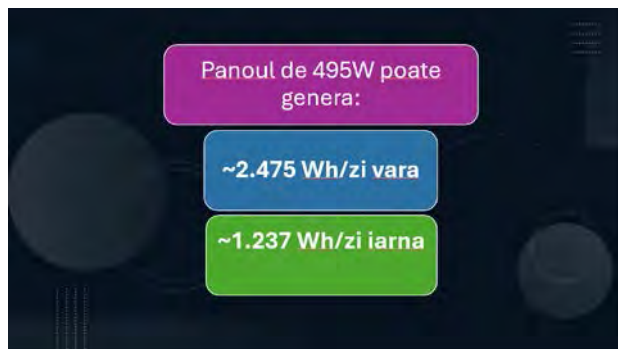 Panoul de 495W poate
genera:
~2.475 Wh/zi vara
~1.237 Wh/zi iarna